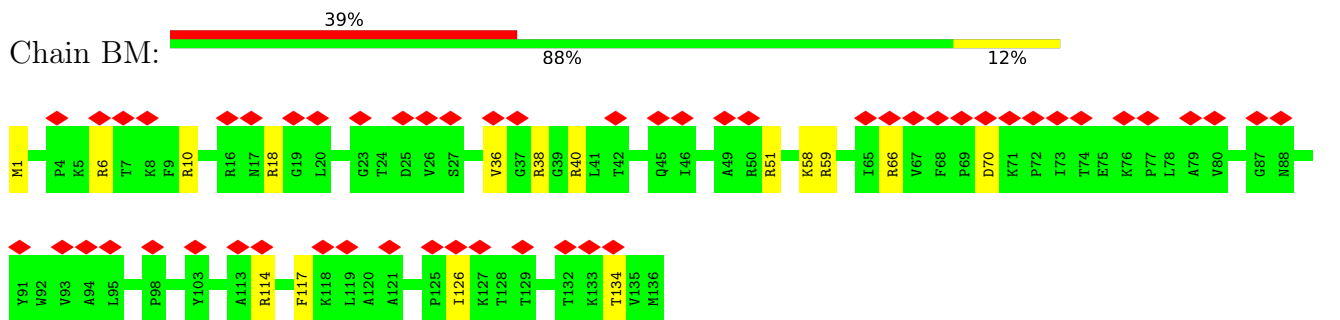 39%
Chain BM:
88% 12%
M1 P4 K5 R6 T7 K8 F9 R10 R16 N17 R18 G19 L20 G23 T24 D25 V26 S27 V36 G37 R38 G39 R40 L41 T42 Q45 I46 A49 R50 R51 K58 R59 I65 R66 V67 F68 P69 D70 K71 P72 I73 T74 E75 K76 P77 L78 A79 V80 G87 N88
Y91 W92 V93 A94 L95 P98 Y103 A113 R114 F117 K118 L119 A120 A121 P125 I126 K127 T128 T129 T132 K133 T134 V135 M136